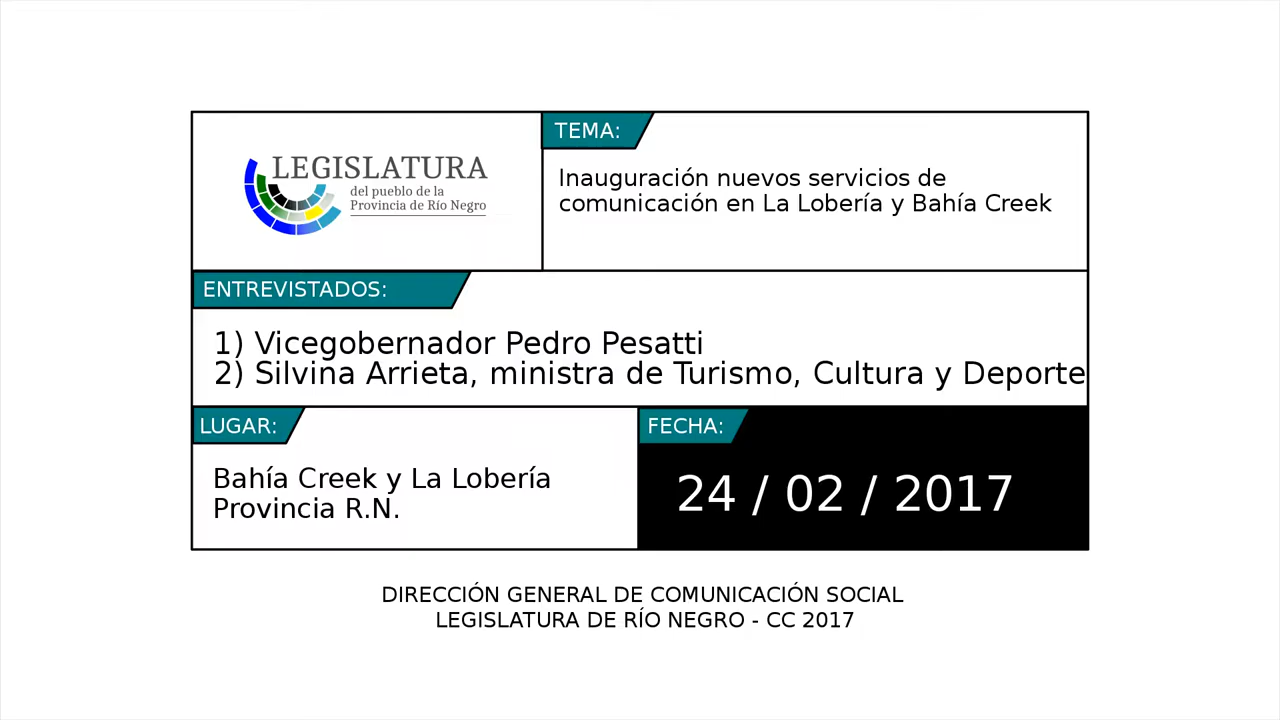 LEGISLATURA
del pueblo de la
Provincia de Río Negro
TEMA:
Inauguración nuevos servicios de
comunicación en La Lobería y Bahía Creek
ENTREVISTADOS:
1) Vicegobernador Pedro Pesatti
2) Silvina Arrieta, ministra de Turismo, Cultura y Deporte
LUGAR:
Bahía Creek y La Lobería
Provincia R.N.
FECHA:
24 / 02 / 2017
DIRECCIÓN GENERAL DE COMUNICACIÓN SOCIAL
LEGISLATURA DE RÍO NEGRO - CC 2017